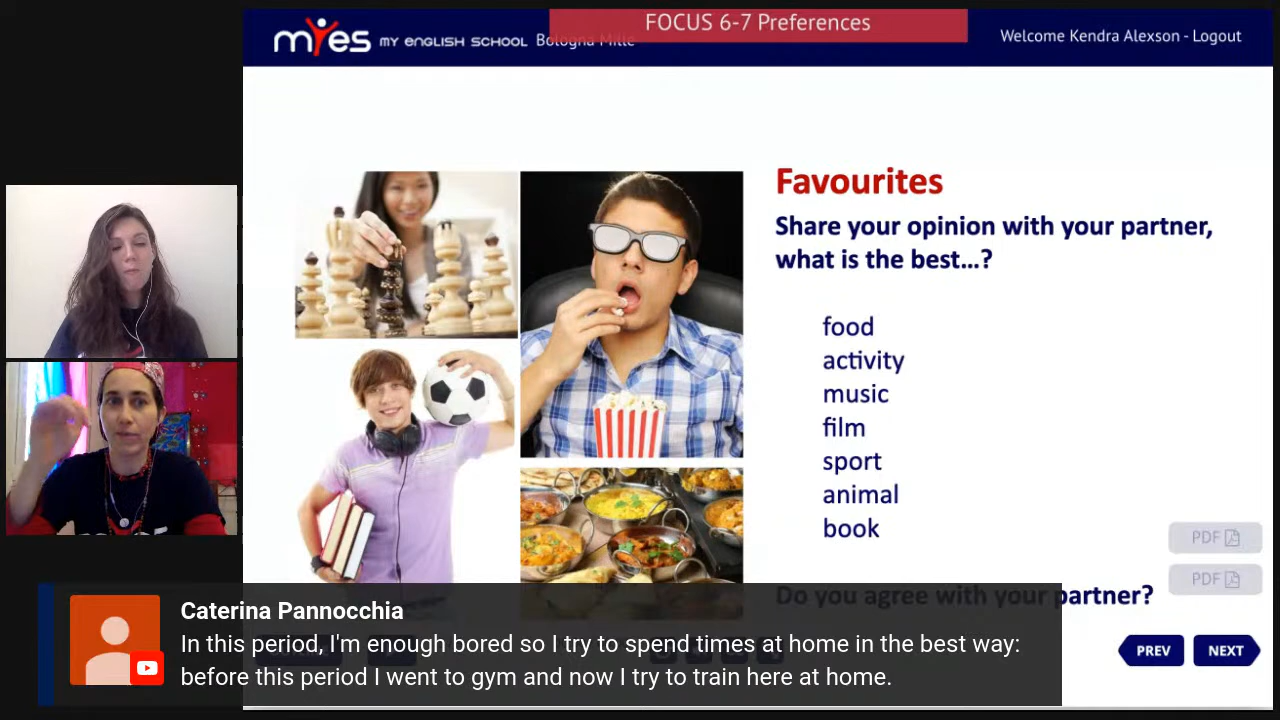 FOCUS 6-7 Preferences
myes MY ENGLISH SCHOOL Bologna Mille
Welcome Kendra Alexson - Logout
Favourites
Share your opinion with your partner,
what is the best...?
food
activity
music
film
sport
animal
book
PDF
PDF
Do you agree with your partner?
Caterina Pannocchia
In this period, I'm enough bored so I try to spend times at home in the best way:
before this period I went to gym and now I try to train here at home.
PREV
NEXT